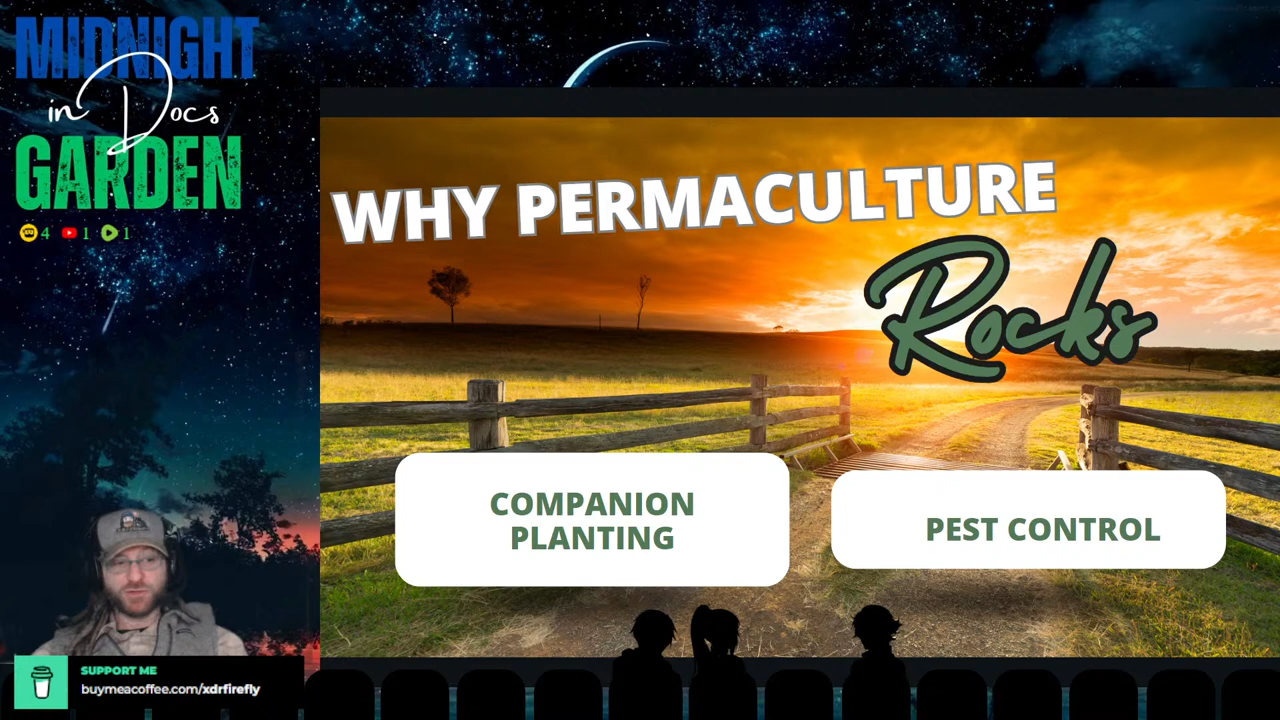 MIDNIGHT
in Docs
GARDEN
4 1 1
WHY PERMACULTURE
Rocks
COMPANION
PLANTING
PEST CONTROL
SUPPORT ME
buymeacoffee.com/xdrfirefly